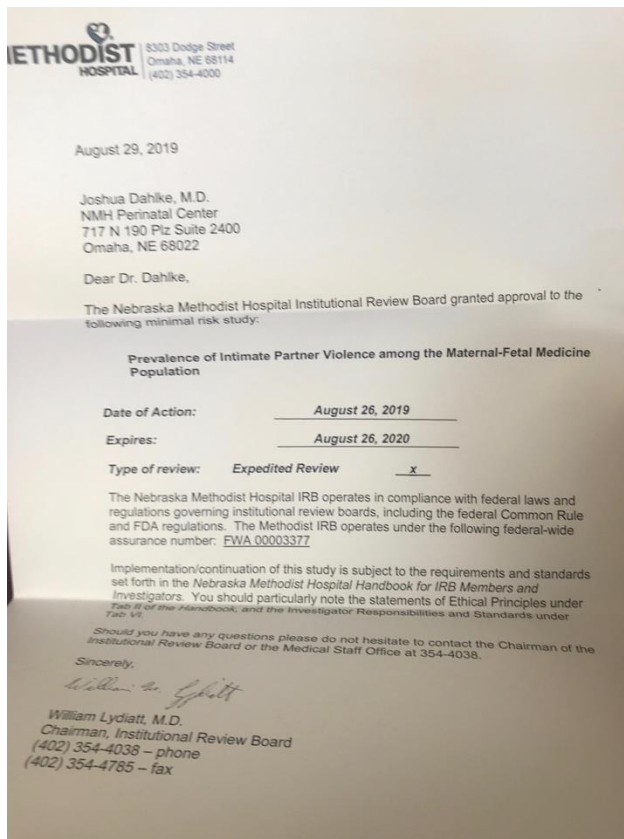 IETHODIST
HOSPITAL
8303 Dodge Street
Omaha, NE 68114
(402) 354-4000
August 29, 2019
Joshua Dahlke, M.D.
NMH Perinatal Center
717 N 190 Plz Suite 2400
Omaha, NE 68022
Dear Dr. Dahlke,
The Nebraska Methodist Hospital Institutional Review Board granted approval to the
following minimal risk study:
Prevalence of Intimate Partner Violence among the Maternal-Fetal Medicine
Population
Date of Action: August 26, 2019
Expires: August 26, 2020
Type of review: Expedited Review x
The Nebraska Methodist Hospital IRB operates in compliance with federal laws and
regulations governing institutional review boards, including the federal Common Rule
and FDA regulations. The Methodist IRB operates under the following federal-wide
assurance number: FWA 00003377
Implementation/continuation of this study is subject to the requirements and standards
set forth in the Nebraska Methodist Hospital Handbook for IRB Members and
Investigators. You should particularly note the statements of Ethical Principles under
Tab II of the Handbook, and the Investigator Responsibilities and Standards under
Tab VI.
Should you have any questions please do not hesitate to contact the Chairman of the
Institutional Review Board or the Medical Staff Office at 354-4038.
Sincerely,
William Lydiatt, M.D.
Chairman, Institutional Review Board
(402) 354-4038 – phone
(402) 354-4785 – fax